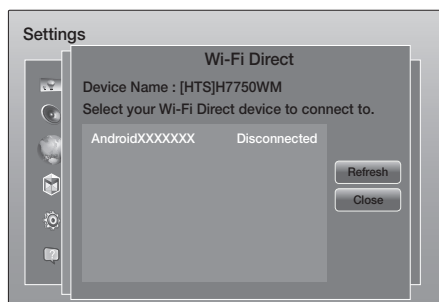 Settings
Wi-Fi Direct
Device Name : [HTS]H7750WM
Select your Wi-Fi Direct device to connect to.
AndroidXXXXXXX Disconnected
Refresh
Close
?